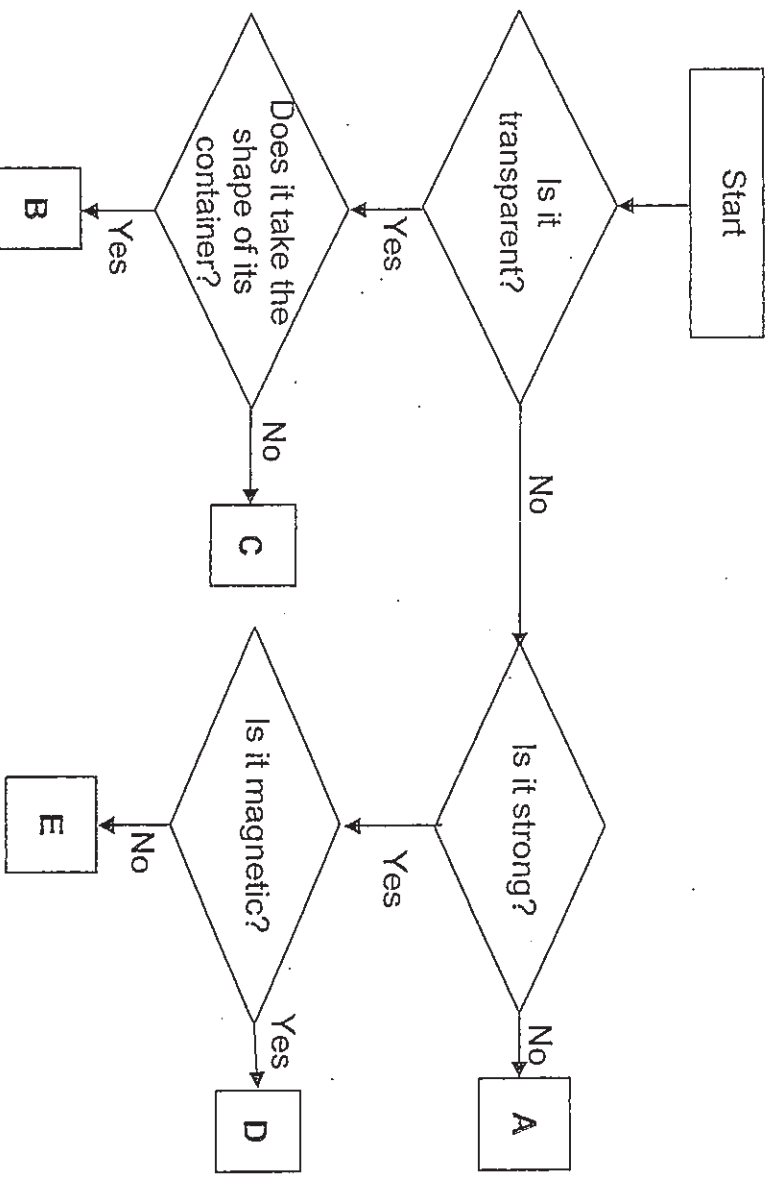 Start
Is it
transparent?
No
Is it strong?
No
A
Yes
Yes
Does it take the
shape of its
container?
No
C
Is it magnetic?
Yes
D
Yes
No
B
E